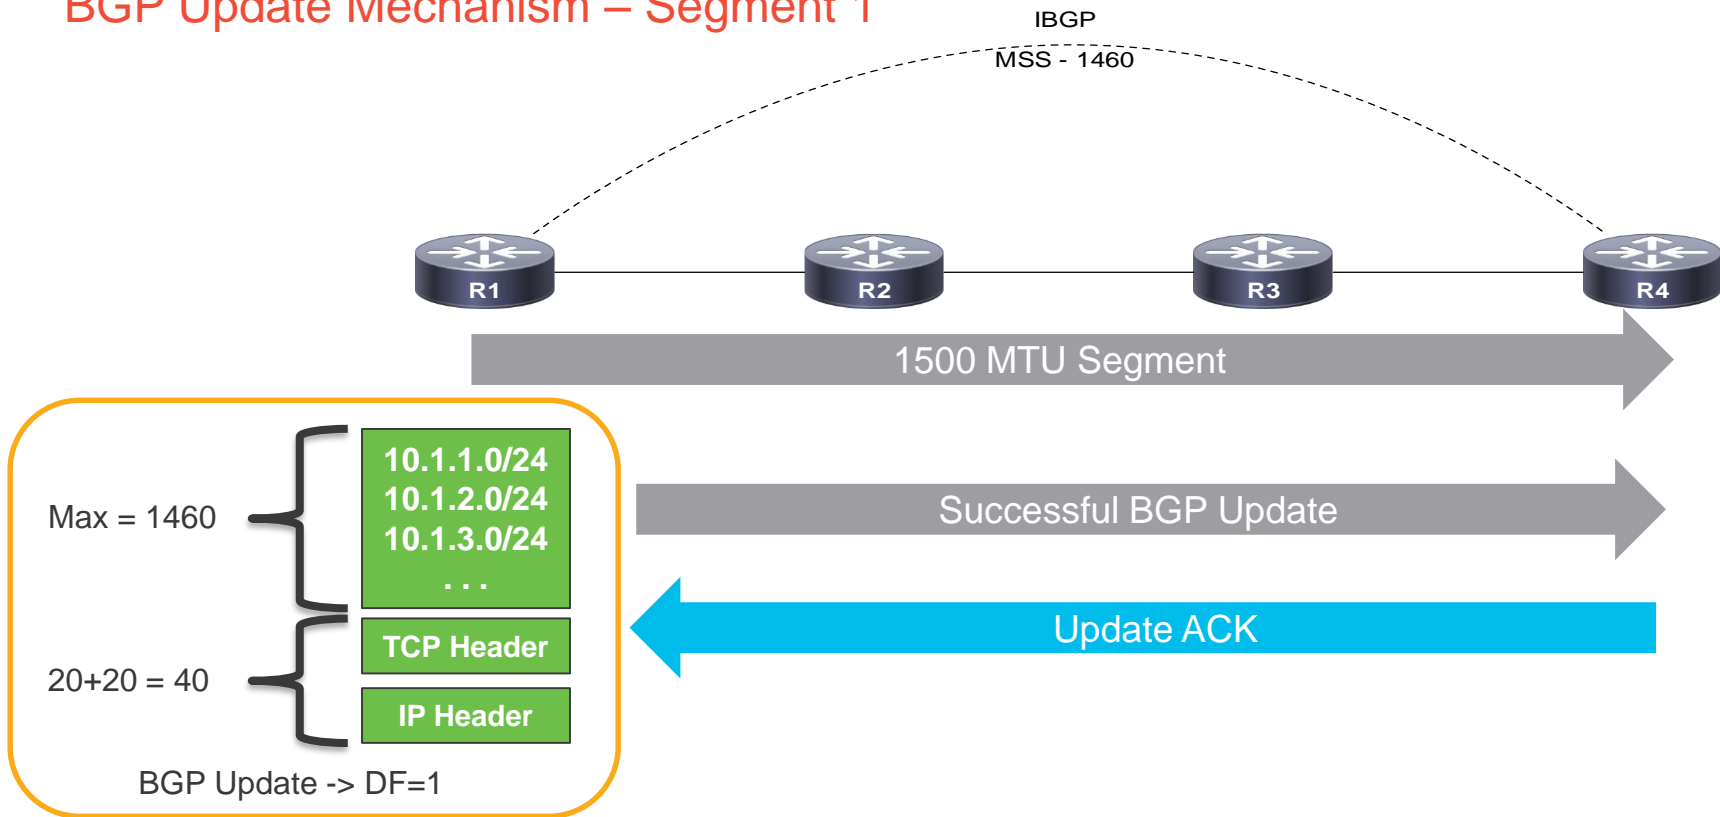 BGP Update Mechanism – Segment 1
IBGP
MSS - 1460
R1
R2
R3
R4
1500 MTU Segment
10.1.1.0/24
10.1.2.0/24
10.1.3.0/24
. . .
Max = 1460
Successful BGP Update
Update ACK
TCP Header
20+20 = 40
IP Header
BGP Update -> DF=1